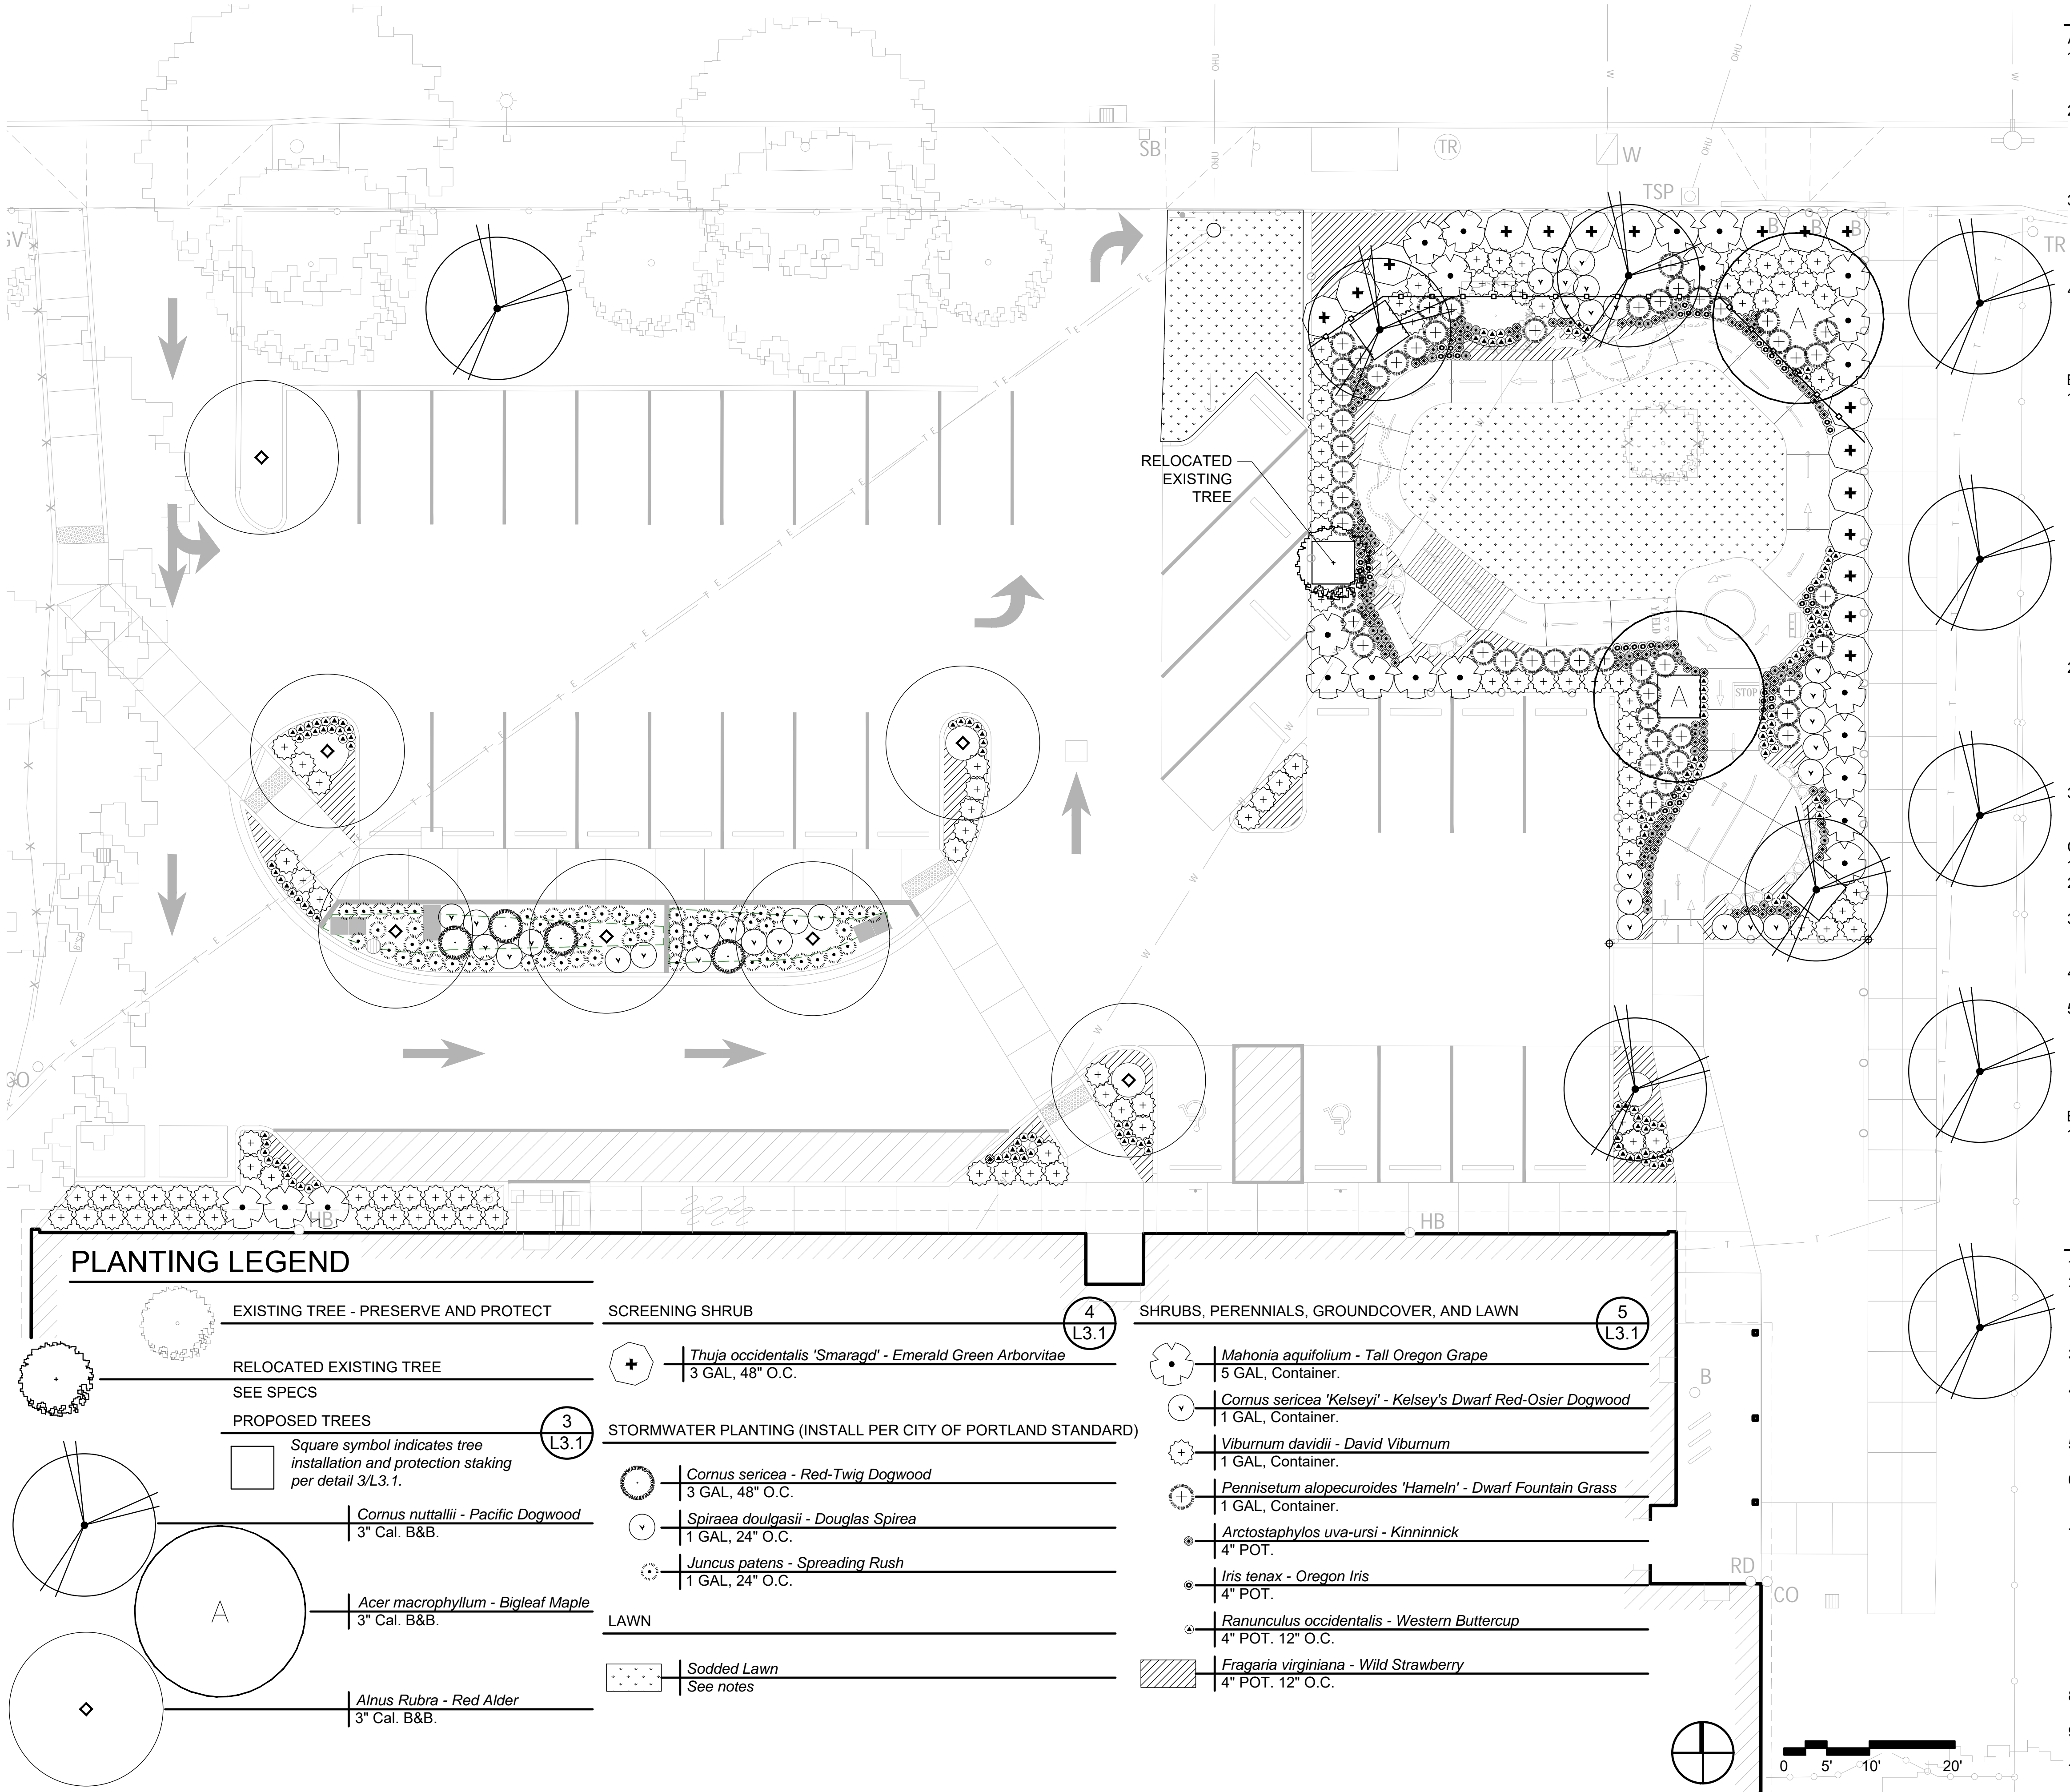 OHU
W
OHU
W
SB
OHU
TR
W
OHU
TSP
B
B
B
TR
A
RELOCATED
EXISTING
TREE
YIELD
STOP
A
HB
HB
PLANTING LEGEND
EXISTING TREE - PRESERVE AND PROTECT
RELOCATED EXISTING TREE
SEE SPECS
PROPOSED TREES
3
L3.1
Square symbol indicates tree
installation and protection staking
per detail 3/L3.1.
Cornus nuttallii - Pacific Dogwood
3" Cal. B&B.
A
Acer macrophyllum - Bigleaf Maple
3" Cal. B&B.
Alnus Rubra - Red Alder
3" Cal. B&B.
SCREENING SHRUB
4
L3.1
Thuja occidentalis 'Smaragd' - Emerald Green Arborvitae
3 GAL, 48" O.C.
STORMWATER PLANTING (INSTALL PER CITY OF PORTLAND STANDARD)
Cornus sericea - Red-Twig Dogwood
3 GAL, 48" O.C.
Spiraea doulgasii - Douglas Spirea
1 GAL, 24" O.C.
Juncus patens - Spreading Rush
1 GAL, 24" O.C.
LAWN
Sodded Lawn
See notes
SHRUBS, PERENNIALS, GROUNDCOVER, AND LAWN
5
L3.1
Mahonia aquifolium - Tall Oregon Grape
5 GAL, Container.
Cornus sericea 'Kelseyi' - Kelsey's Dwarf Red-Osier Dogwood
1 GAL, Container.
Viburnum davidii - David Viburnum
1 GAL, Container.
Pennisetum alopecuroides 'Hameln' - Dwarf Fountain Grass
1 GAL, Container.
Arctostaphylos uva-ursi - Kinninnick
4" POT.
Iris tenax - Oregon Iris
4" POT.
Ranunculus occidentalis - Western Buttercup
4" POT. 12" O.C.
Fragaria virginiana - Wild Strawberry
4" POT. 12" O.C.
B
RD
CO
0 5' 10' 20'